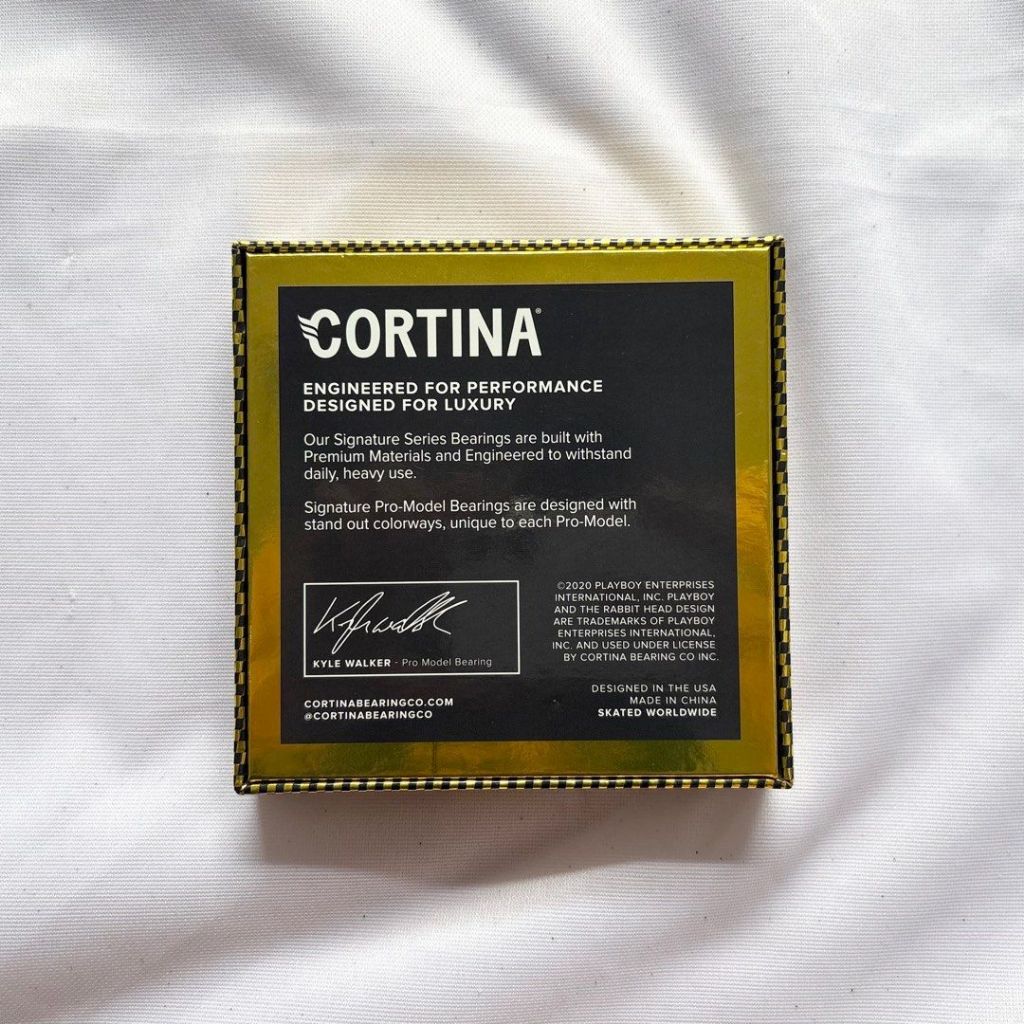 CORTINA®
ENGINEERED FOR PERFORMANCE
DESIGNED FOR LUXURY
Our Signature Series Bearings are built with
Premium Materials and Engineered to withstand
daily, heavy use.
Signature Pro-Model Bearings are designed with
stand out colorways, unique to each Pro-Model.
KYLE WALKER - Pro Model Bearing
CORTINABEARINGCO.COM
@CORTINABEARINGCO
©2020 PLAYBOY ENTERPRISES
INTERNATIONAL, INC. PLAYBOY
AND THE RABBIT HEAD DESIGN
ARE TRADEMARKS OF PLAYBOY
ENTERPRISES INTERNATIONAL,
INC. AND USED UNDER LICENSE
BY CORTINA BEARING CO INC.
DESIGNED IN THE USA
MADE IN CHINA
SKATED WORLDWIDE